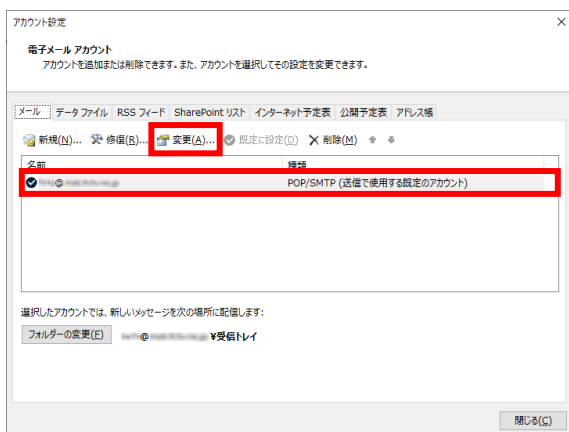 アカウント設定
電子メール アカウント
アカウントを追加または削除できます。また、アカウントを選択してその設定を変更できます。
メール データ ファイル RSS フィード SharePoint リスト インターネット予定表 公開予定表 アドレス帳
新規(N)... 修復(R)... 変更(A)... 既定に設定(D) 削除(M)
名前 種類
@ POP/SMTP (送信で使用する既定のアカウント)
選択したアカウントでは、新しいメッセージを次の場所に配信します:
フォルダーの変更(F) @ ¥受信トレイ
閉じる(C)